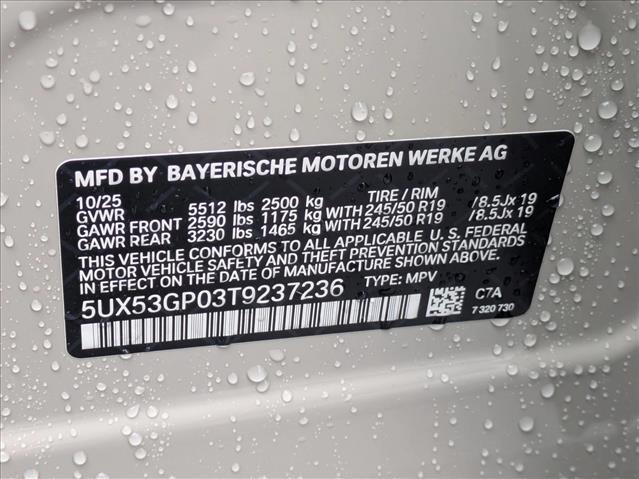 MFD BY BAYERISCHE MOTOREN WERKE AG
10/25 TIRE / RIM
GVWR 5512 lbs 2500 kg
GAWR FRONT 2590 lbs 1175 kg WITH 245/50 R19 /8.5Jx 19
GAWR REAR 3230 lbs 1465 kg WITH 245/50 R19 /8.5Jx 19
THIS VEHICLE CONFORMS TO ALL APPLICABLE U. S. FEDERAL
MOTOR VEHICLE SAFETY AND THEFT PREVENTION STANDARDS
IN EFFECT ON THE DATE OF MANUFACTURE SHOWN ABOVE.
5UX53GP03T9237236 TYPE: MPV
C7A
7 320 730